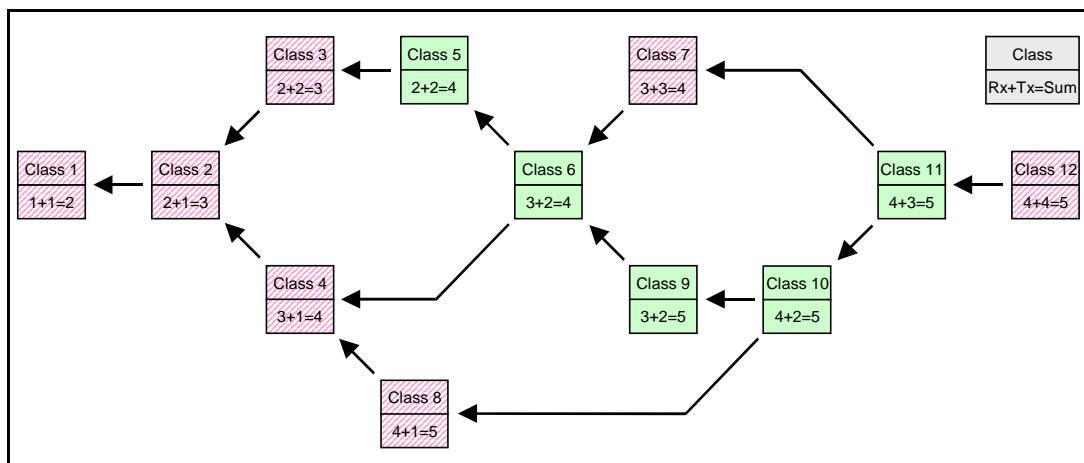 Class 3
2+2=3
Class 5
2+2=4
Class 7
3+3=4
Class
Rx+Tx=Sum
Class 1
1+1=2
Class 2
2+1=3
Class 6
3+2=4
Class 11
4+3=5
Class 12
4+4=5
Class 4
3+1=4
Class 9
3+2=5
Class 10
4+2=5
Class 8
4+1=5